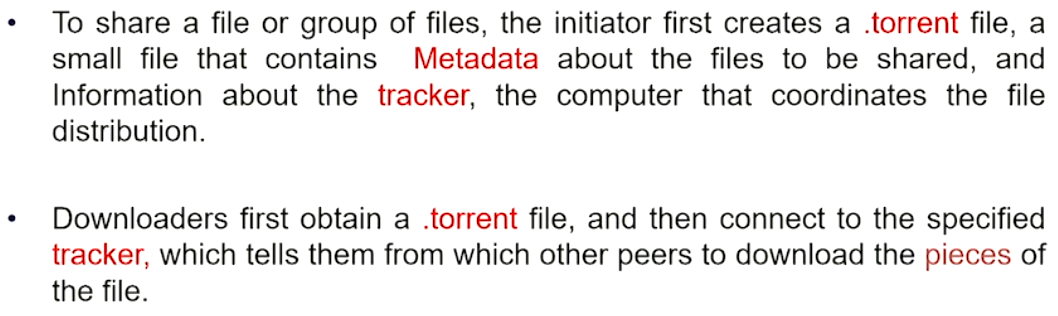 • To share a file or group of files, the initiator first creates a .torrent file, a
small file that contains Metadata about the files to be shared, and
Information about the tracker, the computer that coordinates the file
distribution.
• Downloaders first obtain a .torrent file, and then connect to the specified
tracker, which tells them from which other peers to download the pieces of
the file.